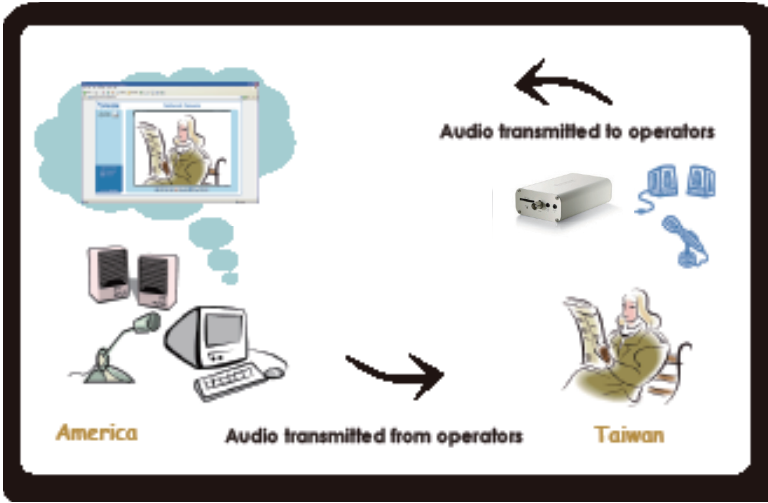 Audio transmitted to operators
America
Audio transmitted from operators
Taiwan